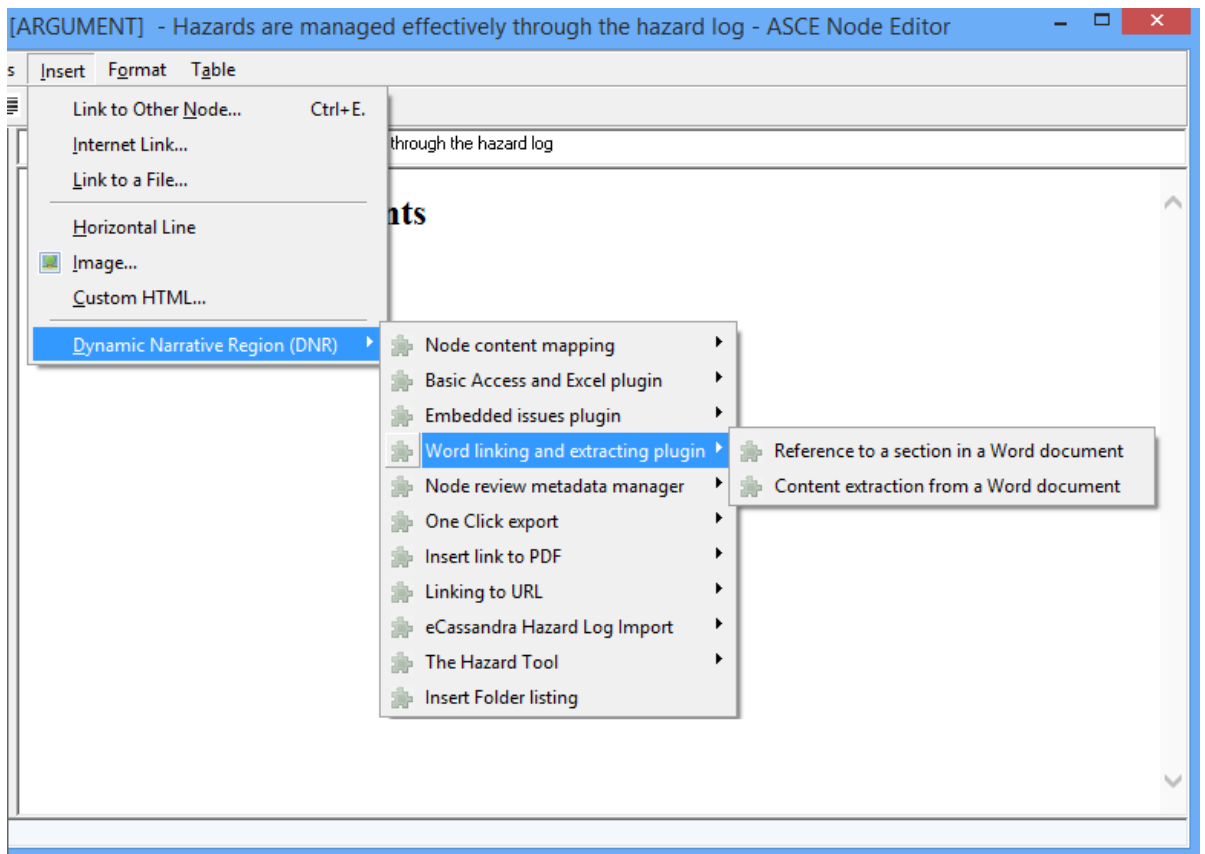 [ARGUMENT] - Hazards are managed effectively through the hazard log - ASCE Node Editor
s Insert Format Table
Link to Other Node... Ctrl+E.
Internet Link...
through the hazard log
Link to a File...
nts
Horizontal Line
Image...
Custom HTML...
Dynamic Narrative Region (DNR)
Node content mapping
Basic Access and Excel plugin
Embedded issues plugin
Word linking and extracting plugin
Reference to a section in a Word document
Content extraction from a Word document
Node review metadata manager
One Click export
Insert link to PDF
Linking to URL
eCassandra Hazard Log Import
The Hazard Tool
Insert Folder listing